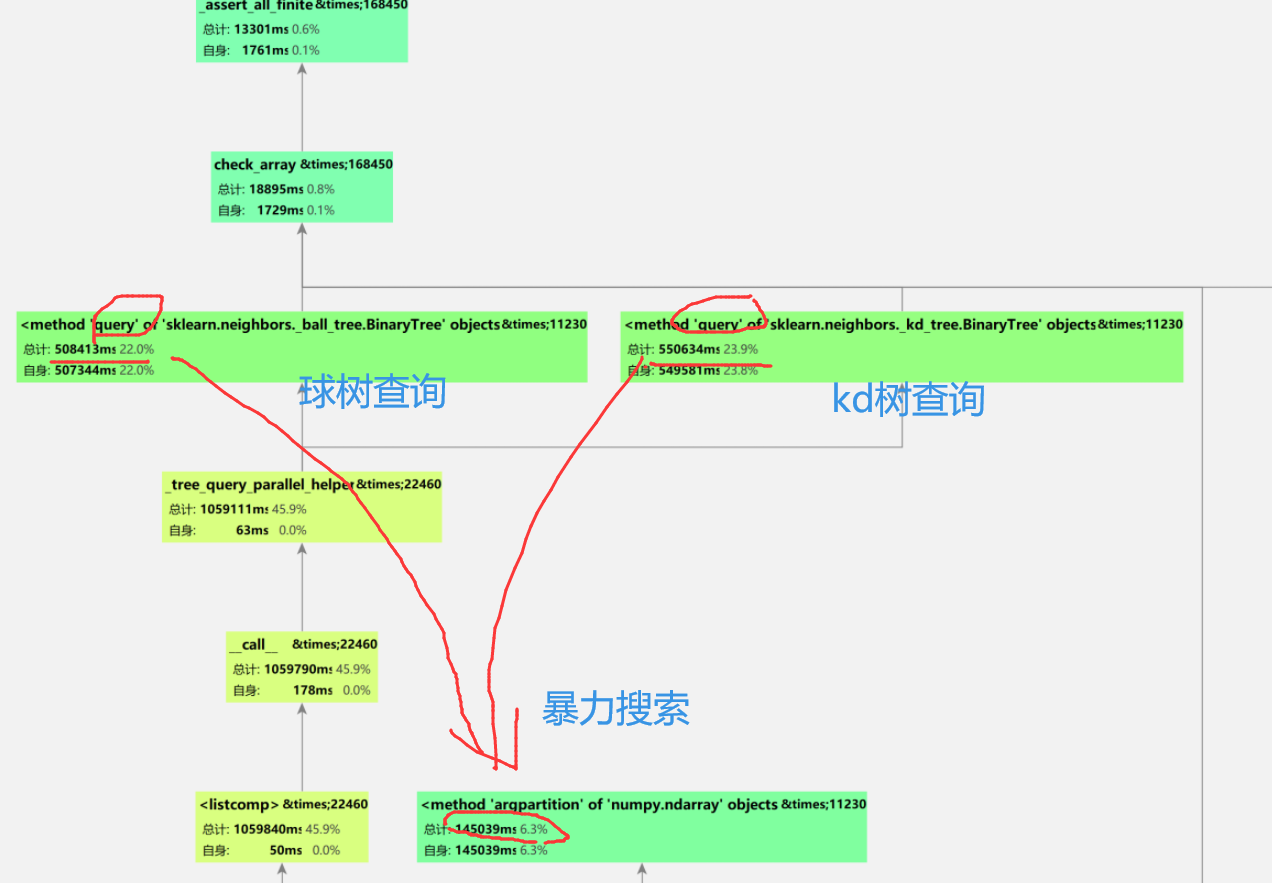 _assert_all_finite&times;168450
总计: 13301ms 0.6%
自身: 1761ms 0.1%
check_array &times;168450
总计: 18895ms 0.8%
自身: 1729ms 0.1%
<method 'query' of 'sklearn.neighbors._ball_tree.BinaryTree' objects&times;11230
总计: 508413ms 22.0%
自身: 507344ms 22.0%
球树查询
<method 'query' of 'sklearn.neighbors._kd_tree.BinaryTree' objects&times;11230
总计: 550634ms 23.9%
自身: 549581ms 23.8%
kd树查询
_tree_query_parallel_helper&times;22460
总计: 1059111ms 45.9%
自身: 63ms 0.0%
__call__ &times;22460
总计: 1059790ms 45.9%
自身: 178ms 0.0%
暴力搜索
<listcomp> &times;22460
总计: 1059840ms 45.9%
自身: 50ms 0.0%
<method 'argpartition' of 'numpy.ndarray' objects &times;11230
总计: 145039ms 6.3%
自身: 145039ms 6.3%